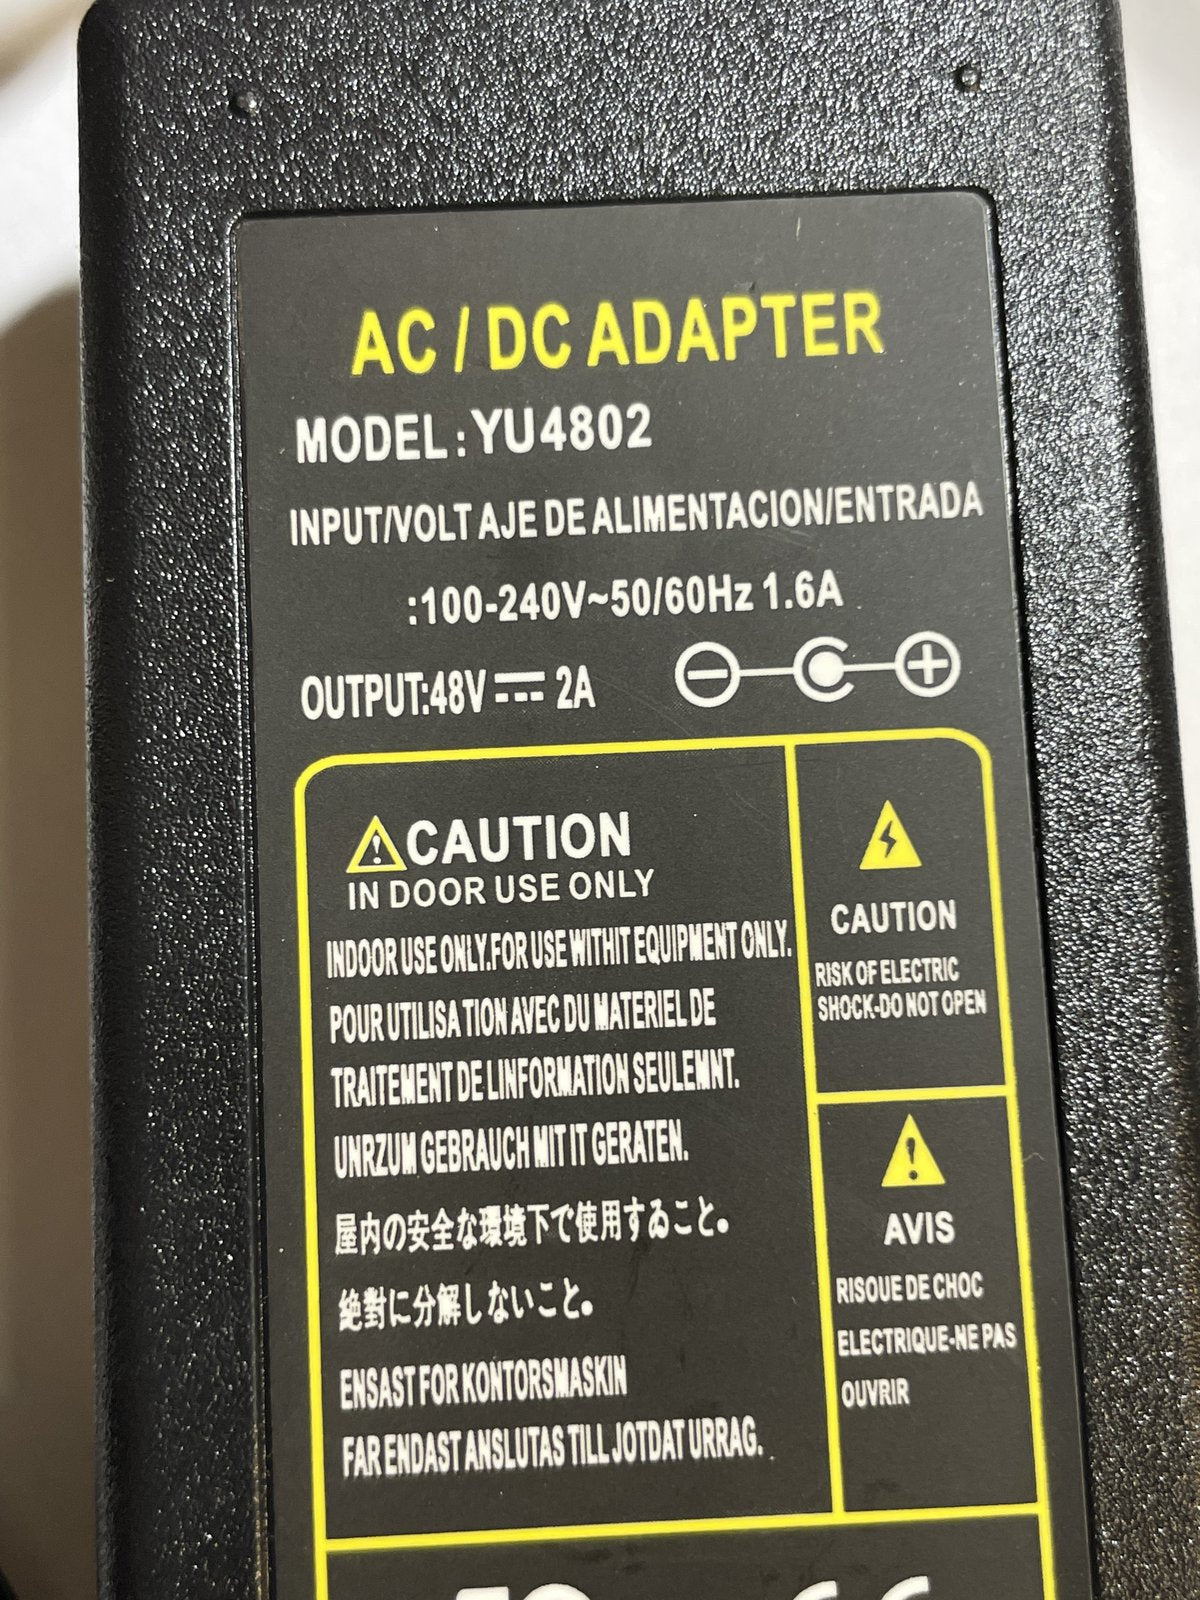 AC / DC ADAPTER
MODEL:YU4802
INPUT/VOLT AJE DE ALIMENTACION/ENTRADA
:100-240V~50/60Hz 1.6A
OUTPUT:48V⎓2A
CAUTION
IN DOOR USE ONLY
INDOOR USE ONLY.FOR USE WITHIT EQUIPMENT ONLY.
POUR UTILISA TION AVEC DU MATERIEL DE
TRAITEMENT DE LINFORMATION SEULEMNT.
UNRZUM GEBRAUCH MIT IT GERATEN.
屋内の安全な環境下で使用すゐこと。
絶對に分解しないこと。
ENSAST FOR KONTORSMASKIN
FAR ENDAST ANSLUTAS TILL JOTDAT URRAG.
CAUTION
RISK OF ELECTRIC
SHOCK-DO NOT OPEN
AVIS
RISOUE DE CHOC
ELECTRIQUE-NE PAS
OUVRIR